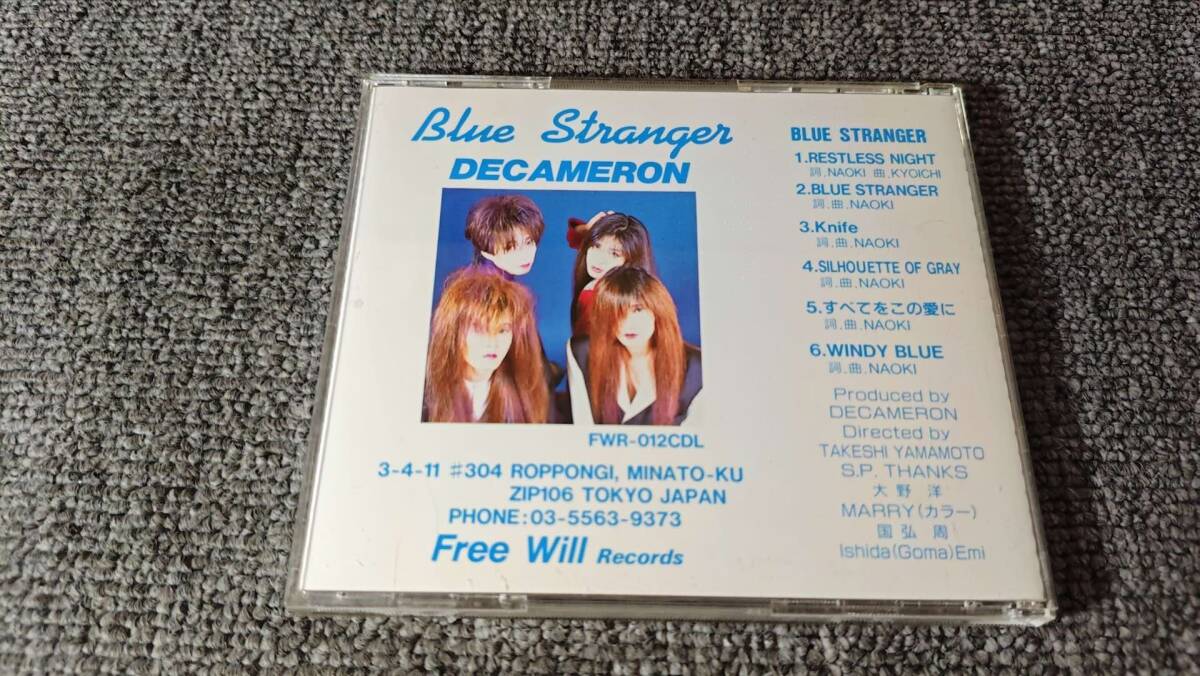 Blue Stranger
DECAMERON
FWR-012CDL
3-4-11 #304 ROPPONGI, MINATO-KU
ZIP106 TOKYO JAPAN
PHONE:03-5563-9373
Free Will Records
BLUE STRANGER
1.RESTLESS NIGHT
詞.NAOKI 曲.KYOICHI
2.BLUE STRANGER
詞.曲.NAOKI
3.Knife
詞.曲.NAOKI
4.SILHOUETTE OF GRAY
詞.曲.NAOKI
5.すべてをこの愛に
詞.曲.NAOKI
6.WINDY BLUE
詞.曲.NAOKI
Produced by
DECAMERON
Directed by
TAKESHI YAMAMOTO
S.P. THANKS
大野 洋
MARRY(カラー)
国弘 周
Ishida(Goma)Emi